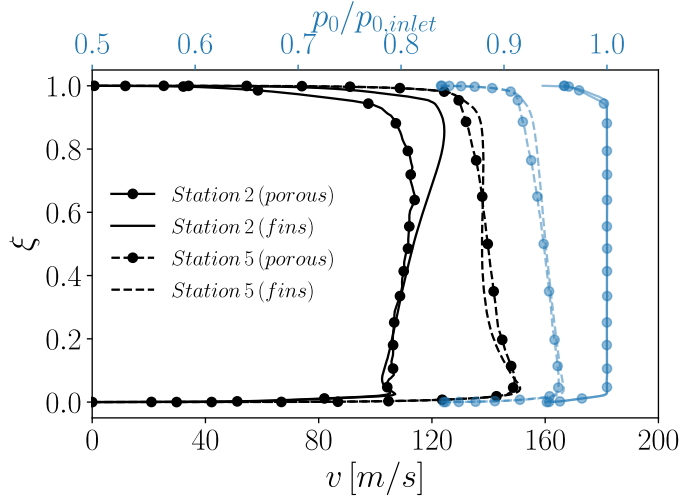 p₀/p₀,inlet
0.5 0.6 0.7 0.8 0.9 1.0
1.0
0.8
0.6
0.4
0.2
0.0
ξ
Station 2 (porous)
Station 2 (fins)
Station 5 (porous)
Station 5 (fins)
0 40 80 120 160 200
v [m/s]